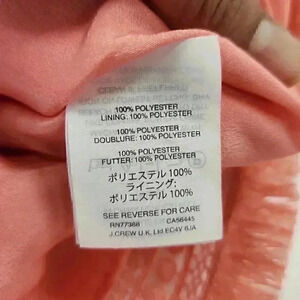 100% POLYESTER
LINING: 100% POLYESTER
100% POLYESTER
DOUBLURE: 100% POLYESTER
100% POLYESTER
FUTTER: 100% POLYESTER
ポリエステル 100%
ライニング:
ポリエステル 100%
SEE REVERSE FOR CARE
RN77388 CA56445
J.CREW U.K. Ltd EC4Y 8JA